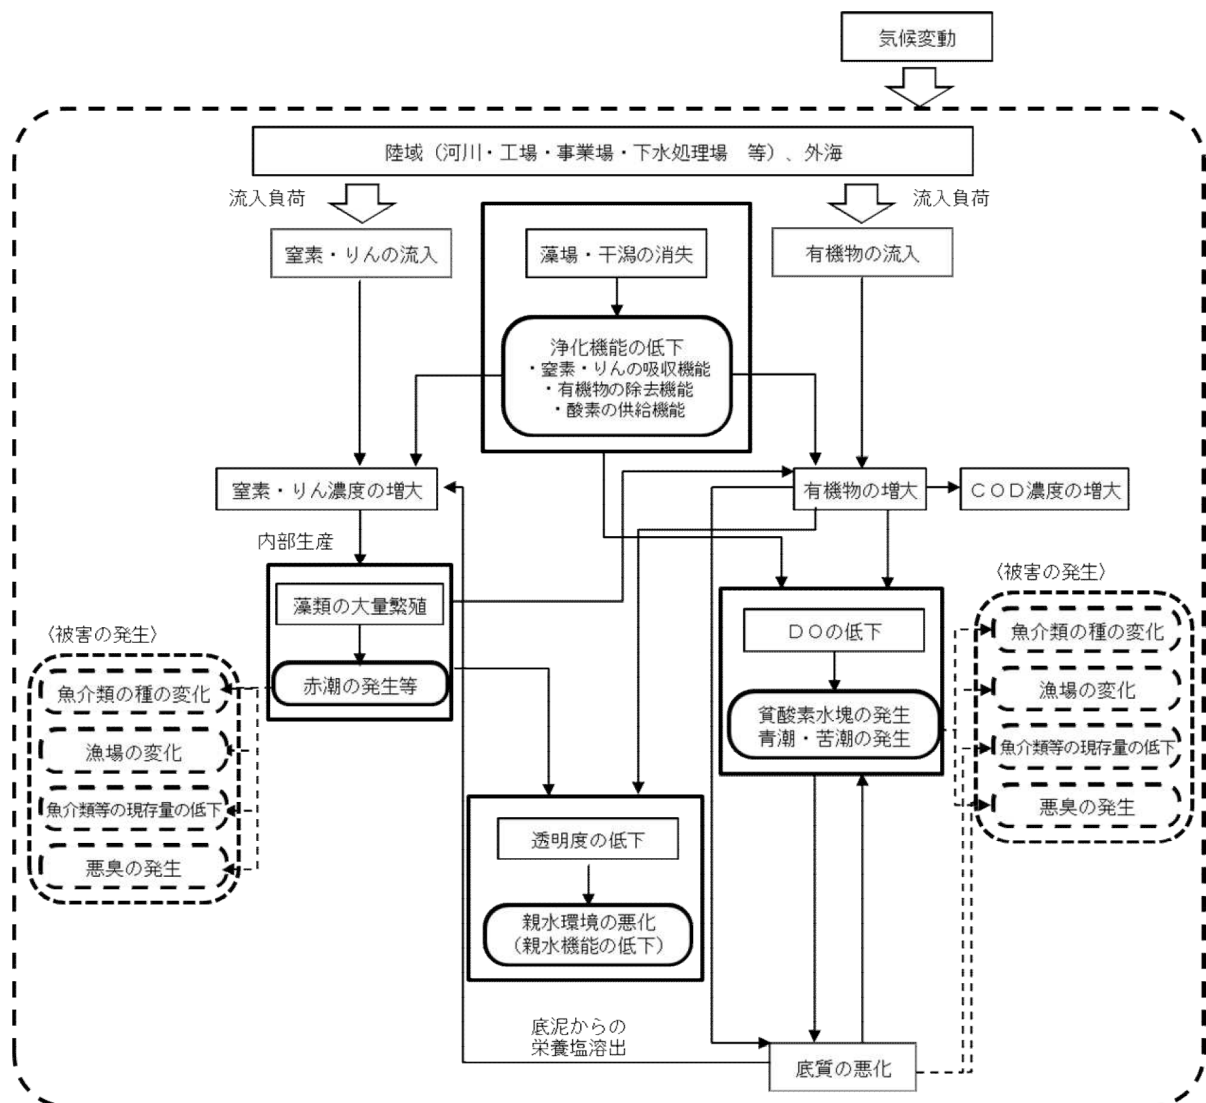 気候変動
陸域（河川・工場・事業場・下水処理場　等）、外海
流入負荷
流入負荷
窒素・りんの流入
藻場・干潟の消失
有機物の流入
浄化機能の低下
・窒素・りんの吸収機能
・有機物の除去機能
・酸素の供給機能
窒素・りん濃度の増大
有機物の増大
ＣＯＤ濃度の増大
内部生産
藻類の大量繁殖
赤潮の発生等
〈被害の発生〉
魚介類の種の変化
漁場の変化
魚介類等の現存量の低下
悪臭の発生
ＤＯの低下
貧酸素水塊の発生
青潮・苦潮の発生
〈被害の発生〉
魚介類の種の変化
漁場の変化
魚介類等の現存量の低下
悪臭の発生
透明度の低下
親水環境の悪化
（親水機能の低下）
底泥からの
栄養塩溶出
底質の悪化